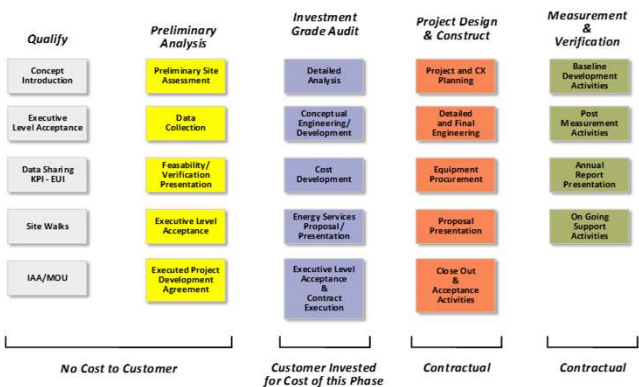 Qualify
Preliminary
Analysis
Investment
Grade Audit
Project Design
& Construct
Measurement
&
Verification
Concept
Introduction
Preliminary Site
Assessment
Detailed
Analysis
Project and CX
Planning
Baseline
Development
Activities
Executive
Level Acceptance
Data
Collection
Conceptual
Engineering/
Development
Detailed
and Final
Engineering
Post
Measurement
Activities
Data Sharing
KPI - EUI
Feasability/
Verification
Presentation
Cost
Development
Equipment
Procurement
Annual
Report
Presentation
Site Walks
Executive Level
Acceptance
Energy Services
Proposal/
Presentation
Proposal
Presentation
On Going
Support
Activities
IAA/MOU
Executed Project
Development
Agreement
Executive Level
Acceptance
&
Contract
Execution
Close Out
&
Acceptance
Activities
No Cost to Customer
Customer Invested
for Cost of this Phase
Contractual
Contractual